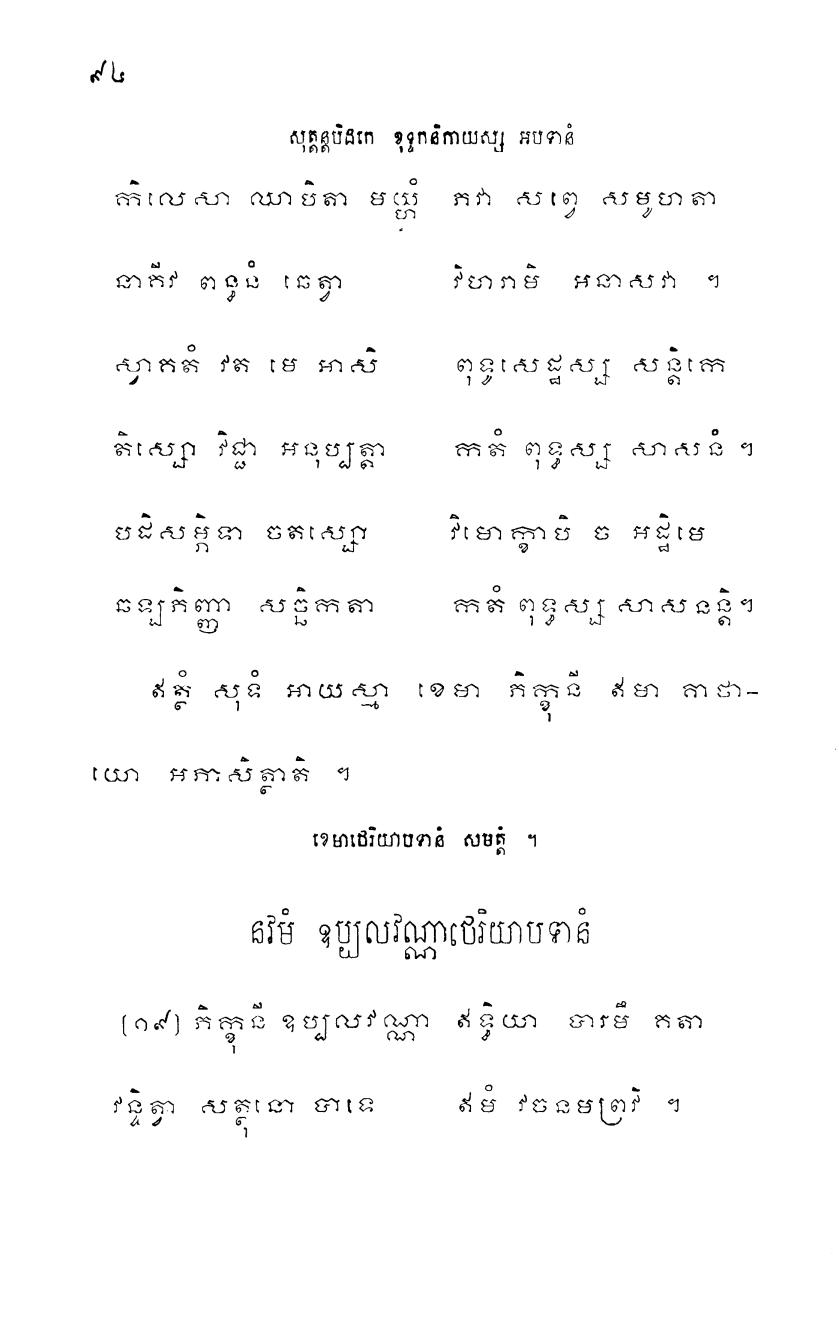 ៩៤
សុត្តន្តបិដកេ ខុទ្ទកនិកាយស្ស អបទានំ
កិលេសា ឈាបិតា មយ្ហំ ភវា សព្វេ សមូហតា
នាគីវ ពន្ធនំ ឆេត្វា វិហរាមិ អនាសវា ។
ស្វាគតំ វត មេ អាសិ ពុទ្ធសេដ្ឋស្ស សន្តិកេ
តិស្សោ វិជ្ជា អនុប្បត្តា កតំ ពុទ្ធស្ស សាសនំ ។
បដិសម្ភិទា ចតស្សោ វិមោក្ខាបិ ច អដ្ឋិមេ
ឆឡភិញ្ញា សច្ឆិកតា កតំ ពុទ្ធស្ស សាសនន្តិ។
ឥត្ថំ សុទំ អាយស្មា ខេមា ភិក្ខុនី ឥមា គាថា-
យោ អភាសិត្ថាតិ ។
ខេមាថេរិយាបទានំ សមត្តំ ។
នវមំ ឧប្បលវណ្ណាថេរិយាបទានំ
[១៩] ភិក្ខុនី ឧប្បលវណ្ណា ឥទ្ធិយា បារមឹ គតា
វន្ទិត្វា សត្ថុនោ បាទេ ឥមំ វចនមព្រវិ ។